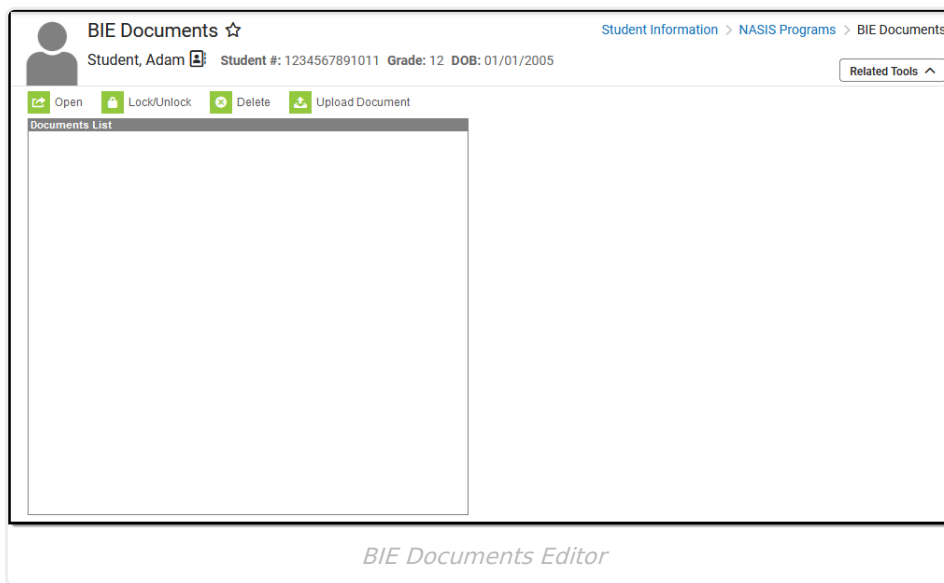 BIE Documents
Student Information > NASIS Programs > BIE Documents
Student, Adam Student #: 1234567891011 Grade: 12 DOB: 01/01/2005
Related Tools
Open Lock/Unlock Delete Upload Document
Documents List
BIE Documents Editor